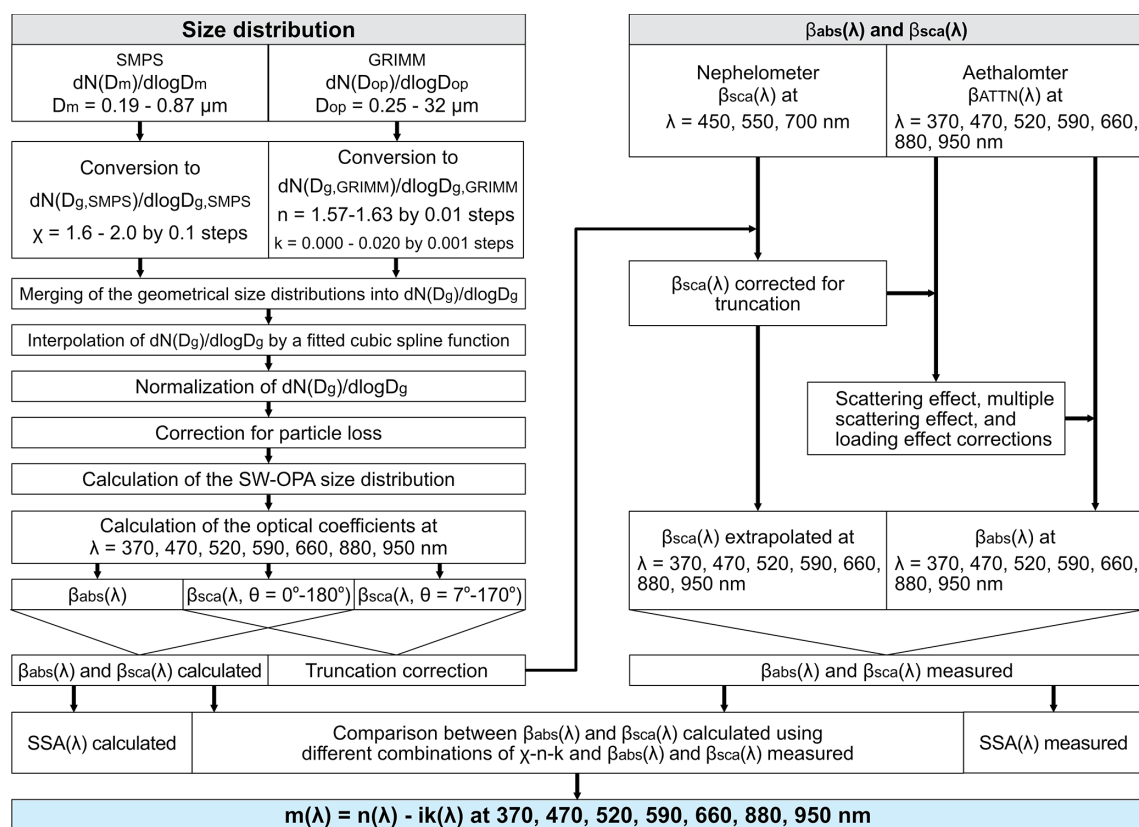 Size distribution
SMPS
dN(Dm)/dlogDm
Dm = 0.19 - 0.87 µm
GRIMM
dN(Dop)/dlogDop
Dop = 0.25 - 32 µm
Conversion to
dN(Dg,SMPS)/dlogDg,SMPS
χ = 1.6 - 2.0 by 0.1 steps
Conversion to
dN(Dg,GRIMM)/dlogDg,GRIMM
n = 1.57-1.63 by 0.01 steps
k = 0.000 - 0.020 by 0.001 steps
Merging of the geometrical size distributions into dN(Dg)/dlogDg
Interpolation of dN(Dg)/dlogDg by a fitted cubic spline function
Normalization of dN(Dg)/dlogDg
Correction for particle loss
Calculation of the SW-OPA size distribution
Calculation of the optical coefficients at
λ = 370, 470, 520, 590, 660, 880, 950 nm
βabs(λ)
βsca(λ, θ = 0°-180°)
βsca(λ, θ = 7°-170°)
βabs(λ) and βsca(λ) calculated
Truncation correction
βabs(λ) and βsca(λ)
Nephelometer
βsca(λ) at
λ = 450, 550, 700 nm
Aethalomter
βATTN(λ) at
λ = 370, 470, 520, 590, 660,
880, 950 nm
βsca(λ) corrected for
truncation
Scattering effect, multiple
scattering effect, and
loading effect corrections
βsca(λ) extrapolated at
λ = 370, 470, 520, 590, 660,
880, 950 nm
βabs(λ) at
λ = 370, 470, 520, 590, 660,
880, 950 nm
βabs(λ) and βsca(λ) measured
SSA(λ) calculated
Comparison between βabs(λ) and βsca(λ) calculated using
different combinations of χ-n-k and βabs(λ) and βsca(λ) measured
SSA(λ) measured
m(λ) = n(λ) - ik(λ) at 370, 470, 520, 590, 660, 880, 950 nm